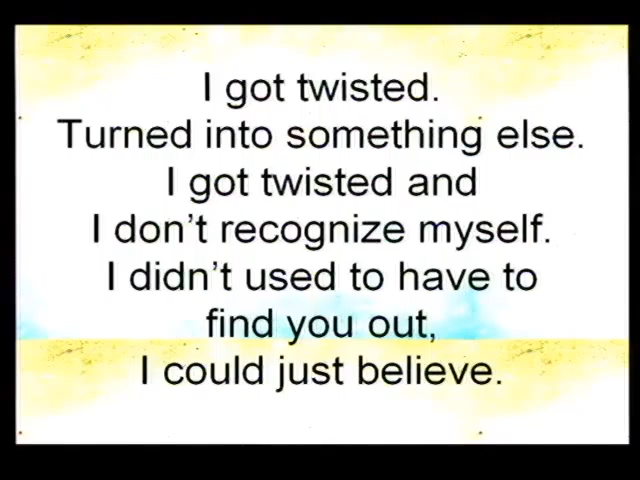 I got twisted.
Turned into something else.
I got twisted and
I don’t recognize myself.
I didn’t used to have to
find you out,
I could just believe.